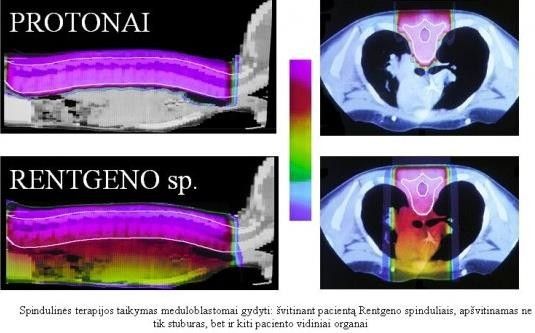 PROTONAI
RENTGENO sp.
Spindulinės terapijos taikymas meduloblastomai gydyti: švitinant pacientą Rentgeno spinduliais, apšvitinamas ne
tik stuburas, bet ir kiti paciento vidiniai organai